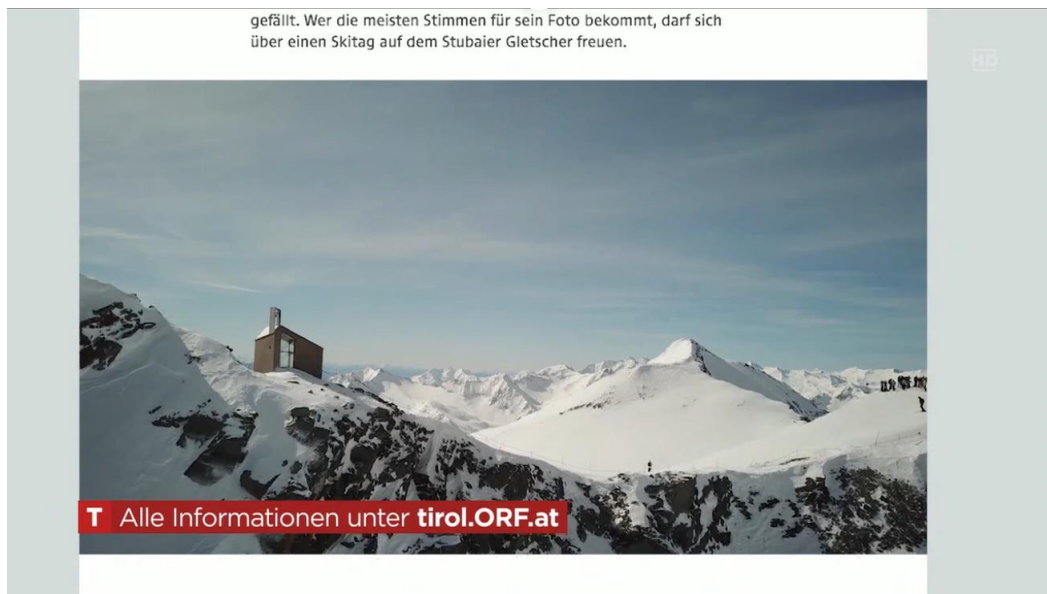 gefällt. Wer die meisten Stimmen für sein Foto bekommt, darf sich
über einen Skitag auf dem Stubaier Gletscher freuen.
HD
T Alle Informationen unter tirol.ORF.at